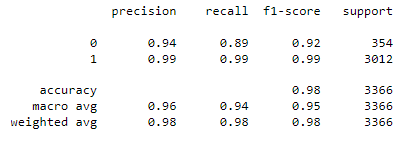 precision recall f1-score support
0 0.94 0.89 0.92 354
1 0.99 0.99 0.99 3012
accuracy 0.98 3366
macro avg 0.96 0.94 0.95 3366
weighted avg 0.98 0.98 0.98 3366